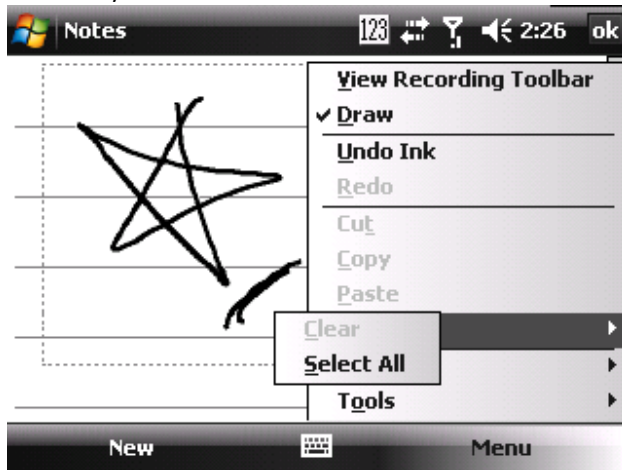 Notes 123 2:26 ok
View Recording Toolbar
Draw
Undo Ink
Redo
Cut
Copy
Paste
Clear
Select All
Tools
New Menu